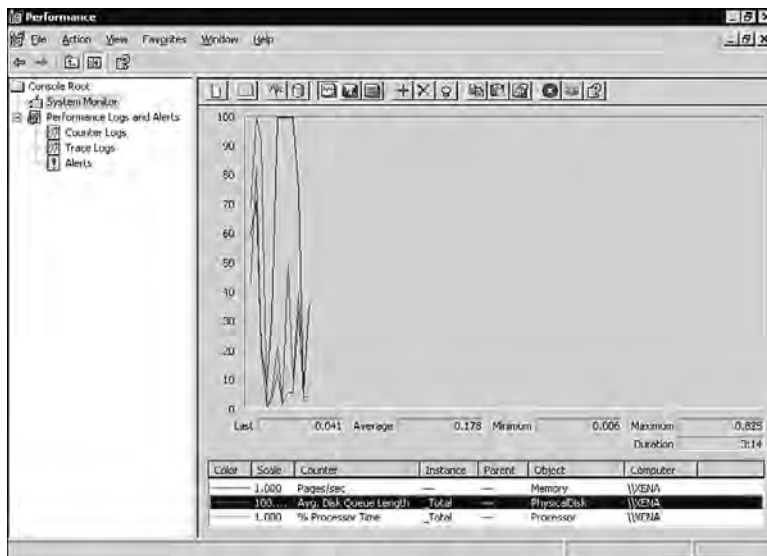 Performance
File Action View Favorites Window Help
Console Root
System Monitor
Performance Logs and Alerts
Counter Logs
Trace Logs
Alerts
100
90
80
70
60
50
40
30
20
10
0
Last 0.041 Average 0.178 Minimum 0.006 Maximum 0.825
Duration 3:14
Color Scale Counter Instance Parent Object Computer
1.000 Pages/sec --- --- Memory \\XENA
100.... Avg. Disk Queue Length _Total --- PhysicalDisk \\XENA
1.000 % Processor Time _Total --- Processor \\XENA